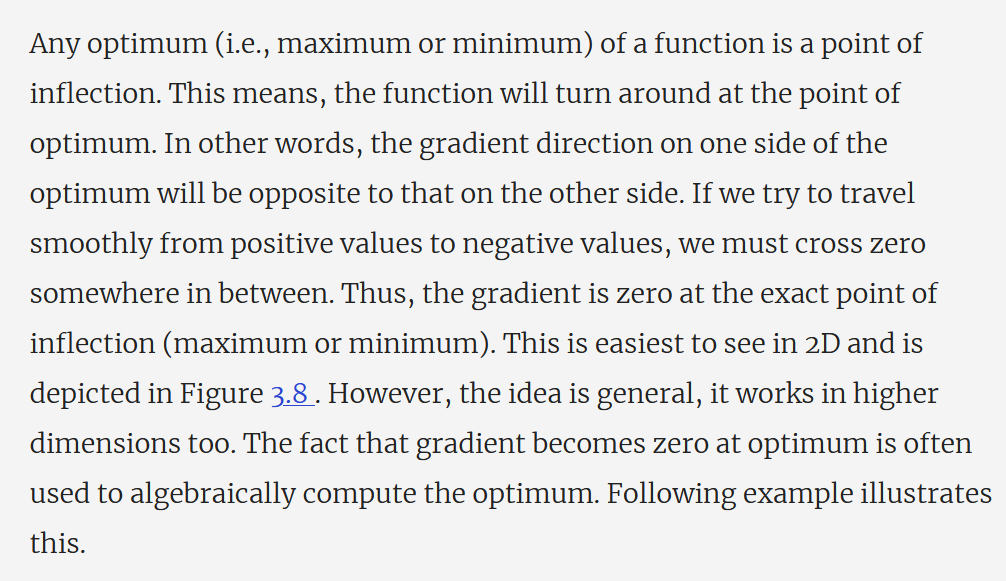 Any optimum (i.e., maximum or minimum) of a function is a point of
inflection. This means, the function will turn around at the point of
optimum. In other words, the gradient direction on one side of the
optimum will be opposite to that on the other side. If we try to travel
smoothly from positive values to negative values, we must cross zero
somewhere in between. Thus, the gradient is zero at the exact point of
inflection (maximum or minimum). This is easiest to see in 2D and is
depicted in Figure 3.8 . However, the idea is general, it works in higher
dimensions too. The fact that gradient becomes zero at optimum is often
used to algebraically compute the optimum. Following example illustrates
this.